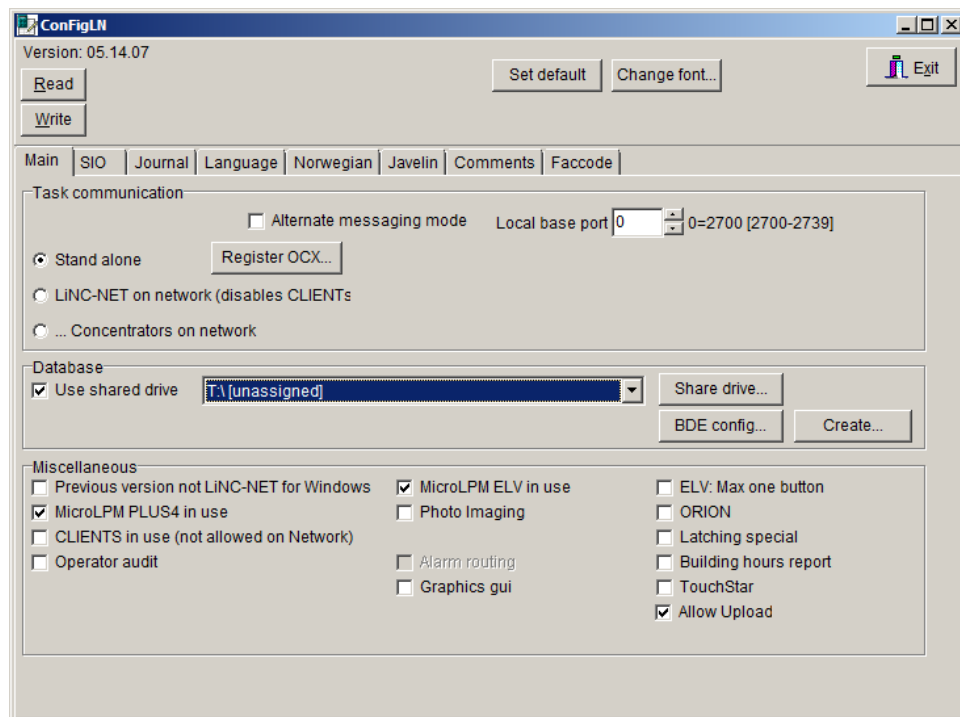 ConFigLN
Version: 05.14.07
Read
Set default
Change font...
Exit
Write
Main SIO Journal Language Norwegian Javelin Comments Faccode
Task communication
Alternate messaging mode
Local base port 0 0=2700 [2700-2739]
Stand alone
Register OCX...
LiNC-NET on network (disables CLIENTs
... Concentrators on network
Database
Use shared drive
T:\ [unassigned]
Share drive...
BDE config...
Create...
Miscellaneous
Previous version not LiNC-NET for Windows
MicroLPM ELV in use
ELV: Max one button
MicroLPM PLUS4 in use
Photo Imaging
ORION
CLIENTS in use (not allowed on Network)
Latching special
Operator audit
Alarm routing
Building hours report
Graphics gui
TouchStar
Allow Upload